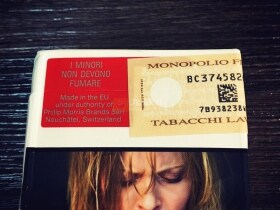 I MINORI
NON DEVONO
FUMARE
Made in the EU
under authority of
Philip Morris Brands Sàrl
Neuchâtel, Switzerland
MONOPOLIO
BC374582
7B938238
TABACCHI